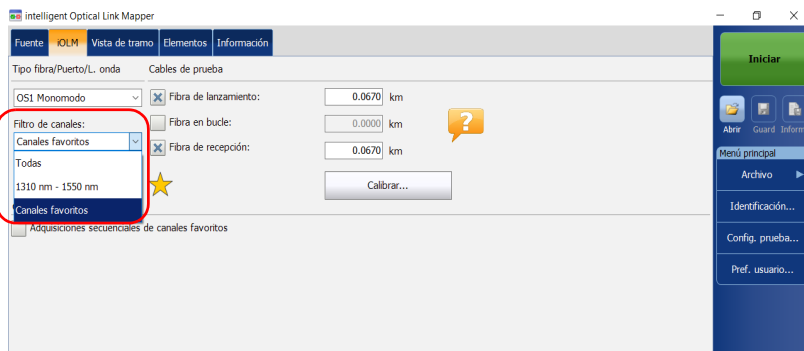 intelligent Optical Link Mapper
Fuente iOLM Vista de tramo Elementos Información
Tipo fibra/Puerto/L. onda Cables de prueba
OS1 Monomodo Fibra de lanzamiento: 0.0670 km
Filtro de canales: Fibra en bucle: 0.0000 km
Canales favoritos Fibra de recepción: 0.0670 km
Todas
1310 nm - 1550 nm Calibrar...
Canales favoritos
Adquisiciones secuenciales de canales favoritos
Iniciar
Abrir Guard Inform
Menú principal
Archivo
Identificación...
Config. prueba...
Pref. usuario...